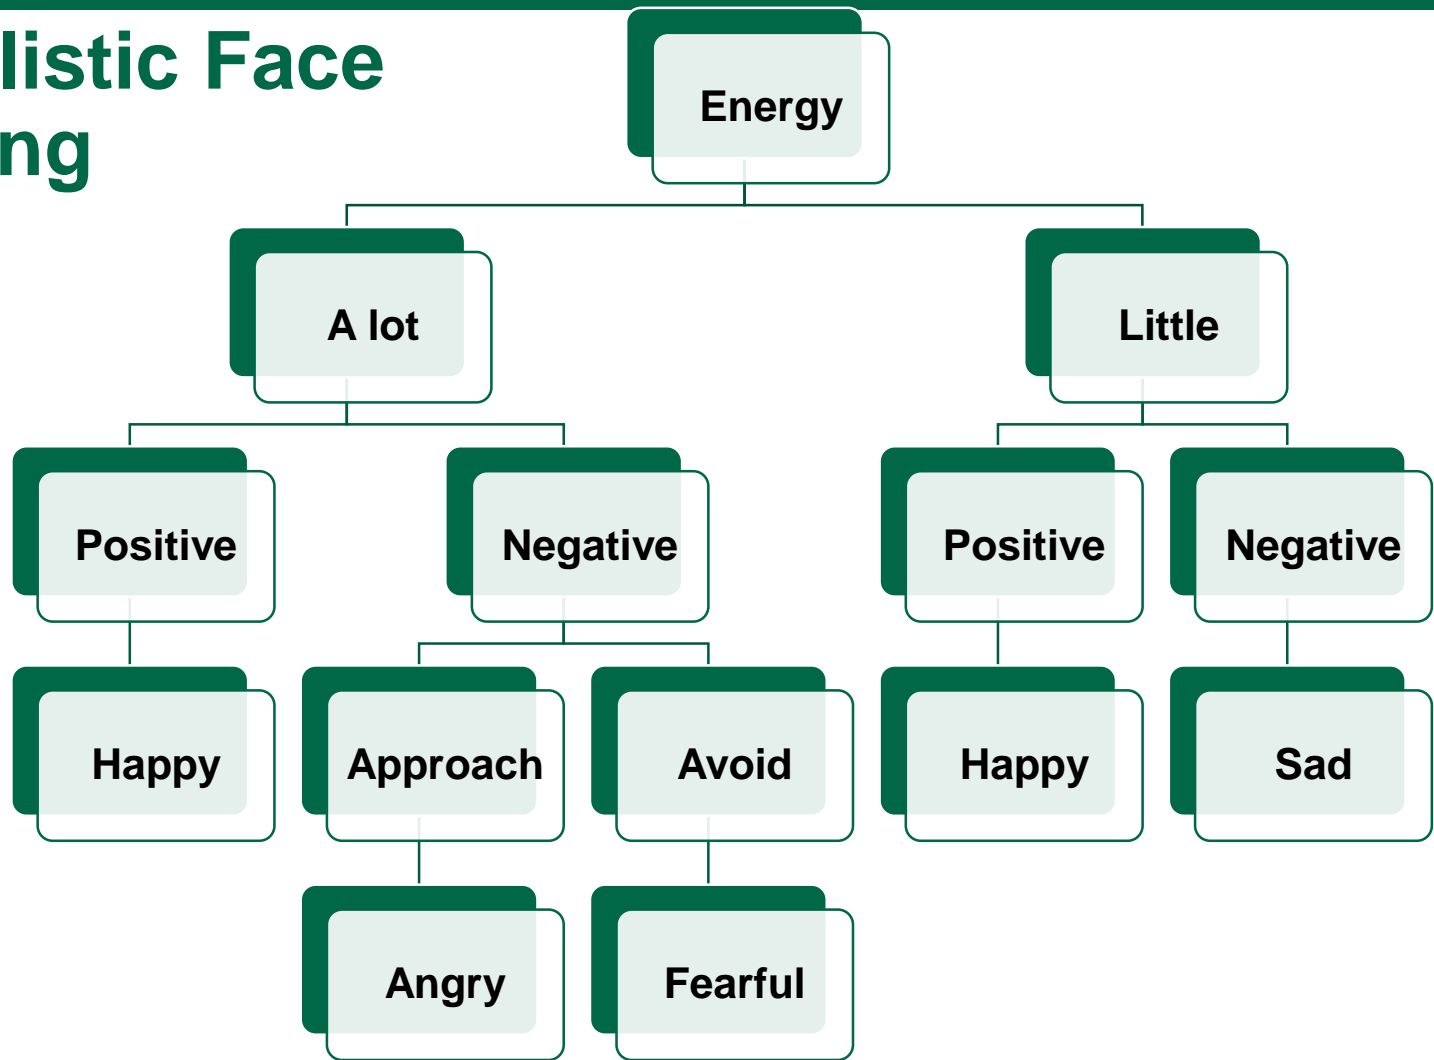 listic Face
ng
Energy
A lot
Little
Positive
Negative
Positive
Negative
Happy
Approach
Avoid
Happy
Sad
Angry
Fearful